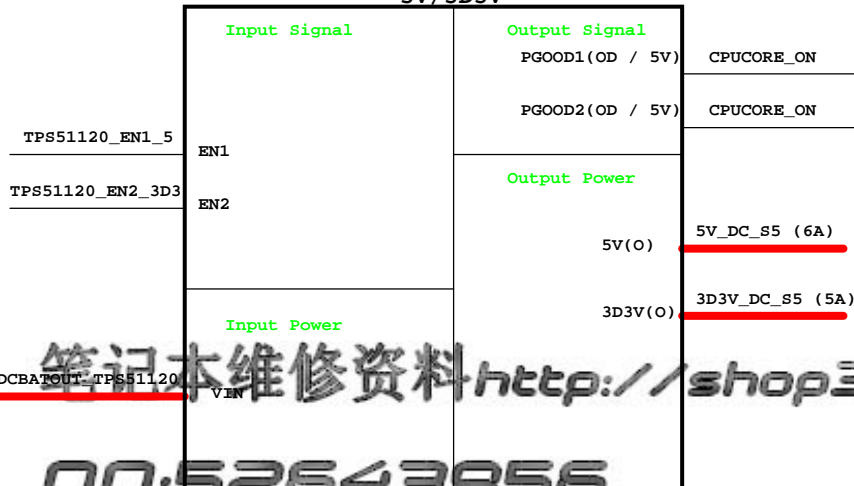 5V/3D3V
Input Signal
Output Signal
PGOOD1(OD / 5V)
CPUCORE_ON
PGOOD2(OD / 5V)
CPUCORE_ON
TPS51120_EN1_5
EN1
TPS51120_EN2_3D3
EN2
Output Power
5V(O)
5V_DC_S5 (6A)
3D3V(O)
3D3V_DC_S5 (5A)
Input Power
DCBATOUT_TPS51120
VIN
笔记本维修资料http://shop3
QQ:52643956